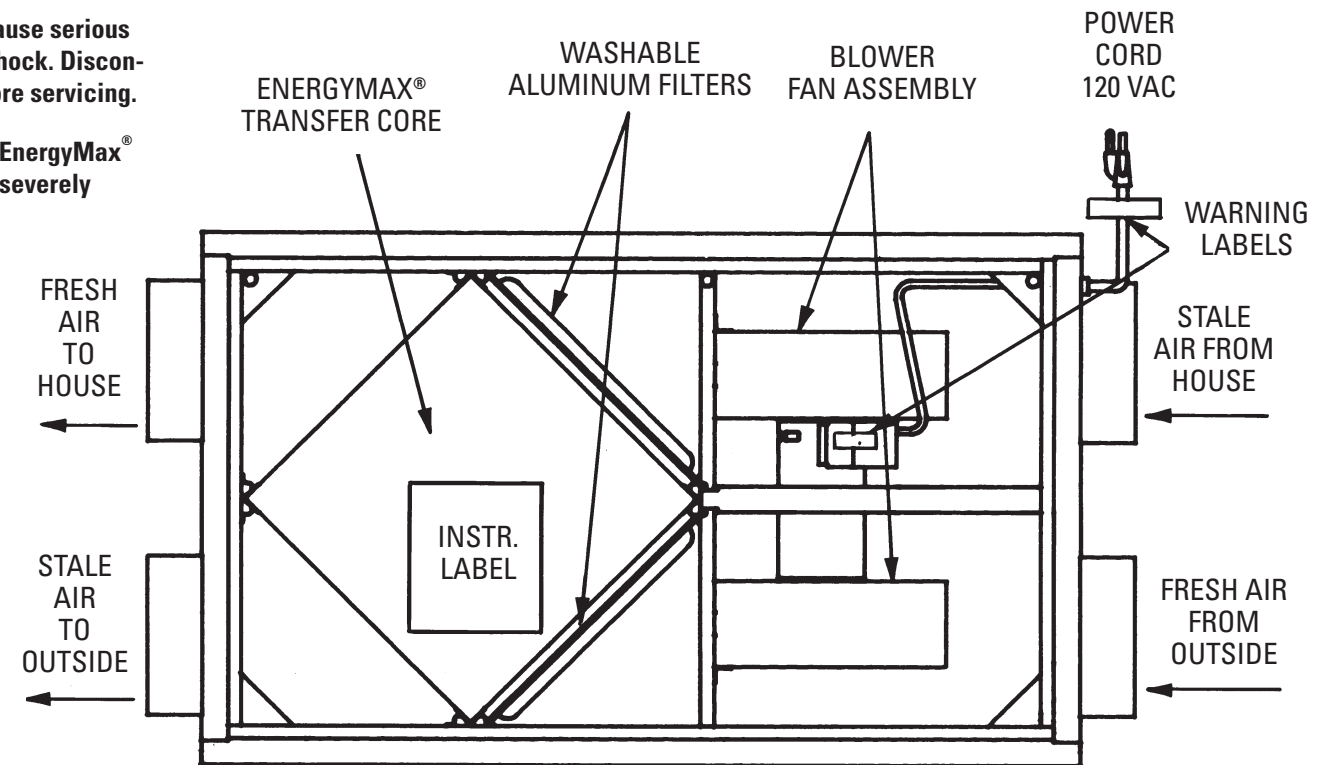 ause serious
hock. Discon-
ore servicing.
EnergyMax®
severely
ENERGYMAX®
TRANSFER CORE
WASHABLE
ALUMINUM FILTERS
BLOWER
FAN ASSEMBLY
POWER
CORD
120 VAC
WARNING
LABELS
FRESH
AIR
TO
HOUSE
STALE
AIR FROM
HOUSE
INSTR.
LABEL
STALE
AIR
TO
OUTSIDE
FRESH AIR
FROM
OUTSIDE